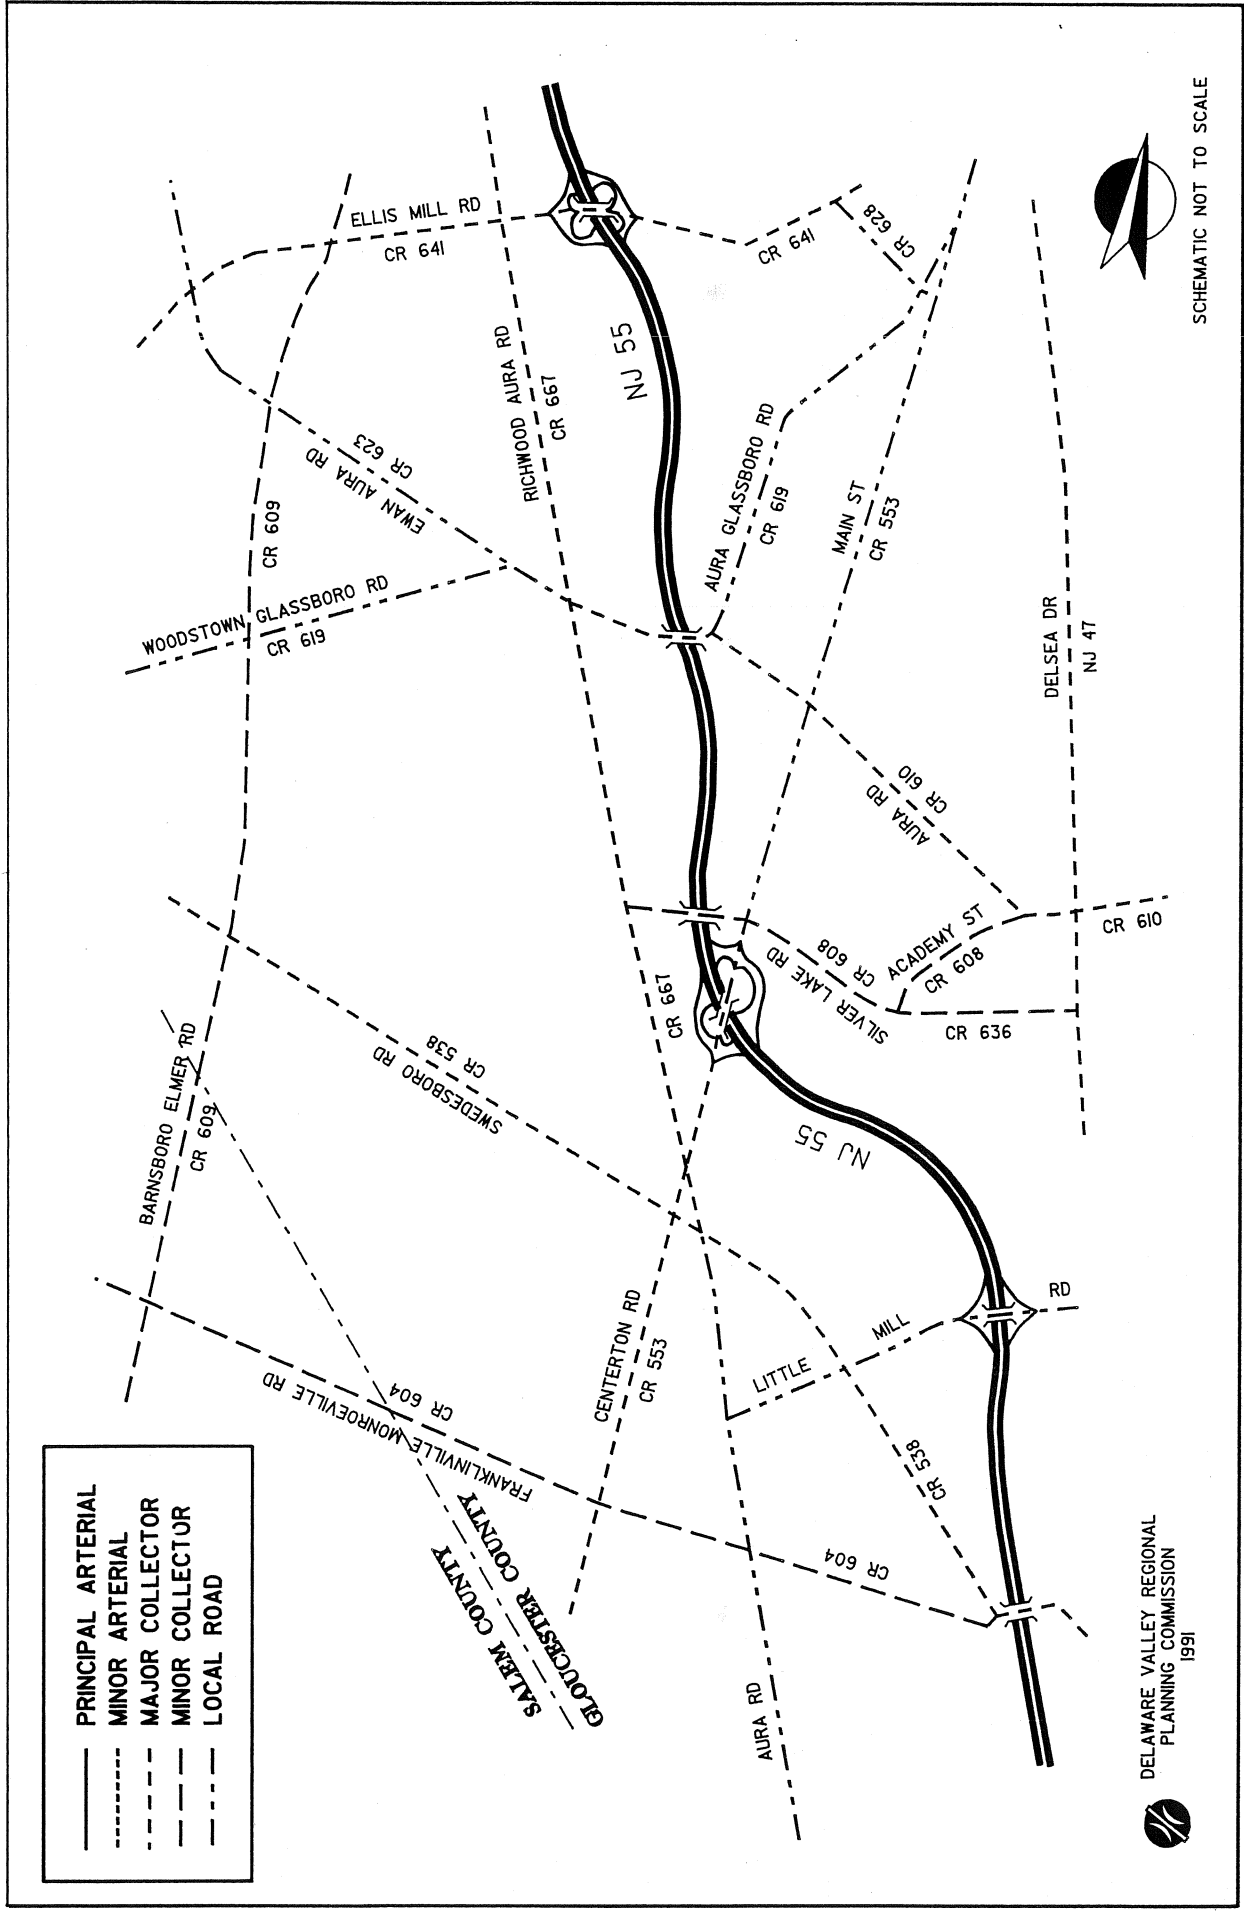 PRINCIPAL ARTERIAL
MINOR ARTERIAL
MAJOR COLLECTOR
MINOR COLLECTOR
LOCAL ROAD
BARNSBORO ELMER RD
CR 609
WOODSTOWN GLASSBORO RD
CR 619
CR 609
CR 623
EWAN AURA RD
ELLIS MILL RD
CR 641
RICHWOOD AURA RD
CR 667
NJ 55
CR 641
CR 628
AURA GLASSBORO RD
CR 619
MAIN ST
CR 553
DELSEA DR
NJ 47
CR 610
AURA RD
CR 610
ACADEMY ST
CR 608
CR 608
SILVER LAKE RD
CR 636
CR 667
CR 538
SWEDESBORO RD
NJ 55
CENTERTON RD
CR 553
LITTLE MILL RD
CR 604
FRANKLINVILLE MONROEVILLE RD
SALEM COUNTY
GLOUCESTER COUNTY
CR 538
CR 604
AURA RD
SCHEMATIC NOT TO SCALE
DELAWARE VALLEY REGIONAL
PLANNING COMMISSION
1991